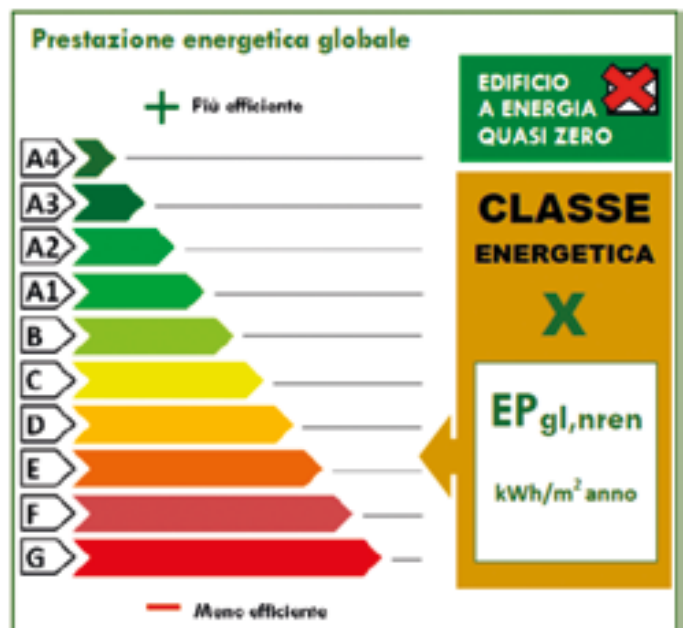 Prestazione energetica globale
Più efficiente
EDIFICIO
A ENERGIA
QUASI ZERO
A4
A3
A2
A1
B
C
D
E
F
G
CLASSE
ENERGETICA
X
EPgl,nren
kWh/m² anno
Meno efficiente